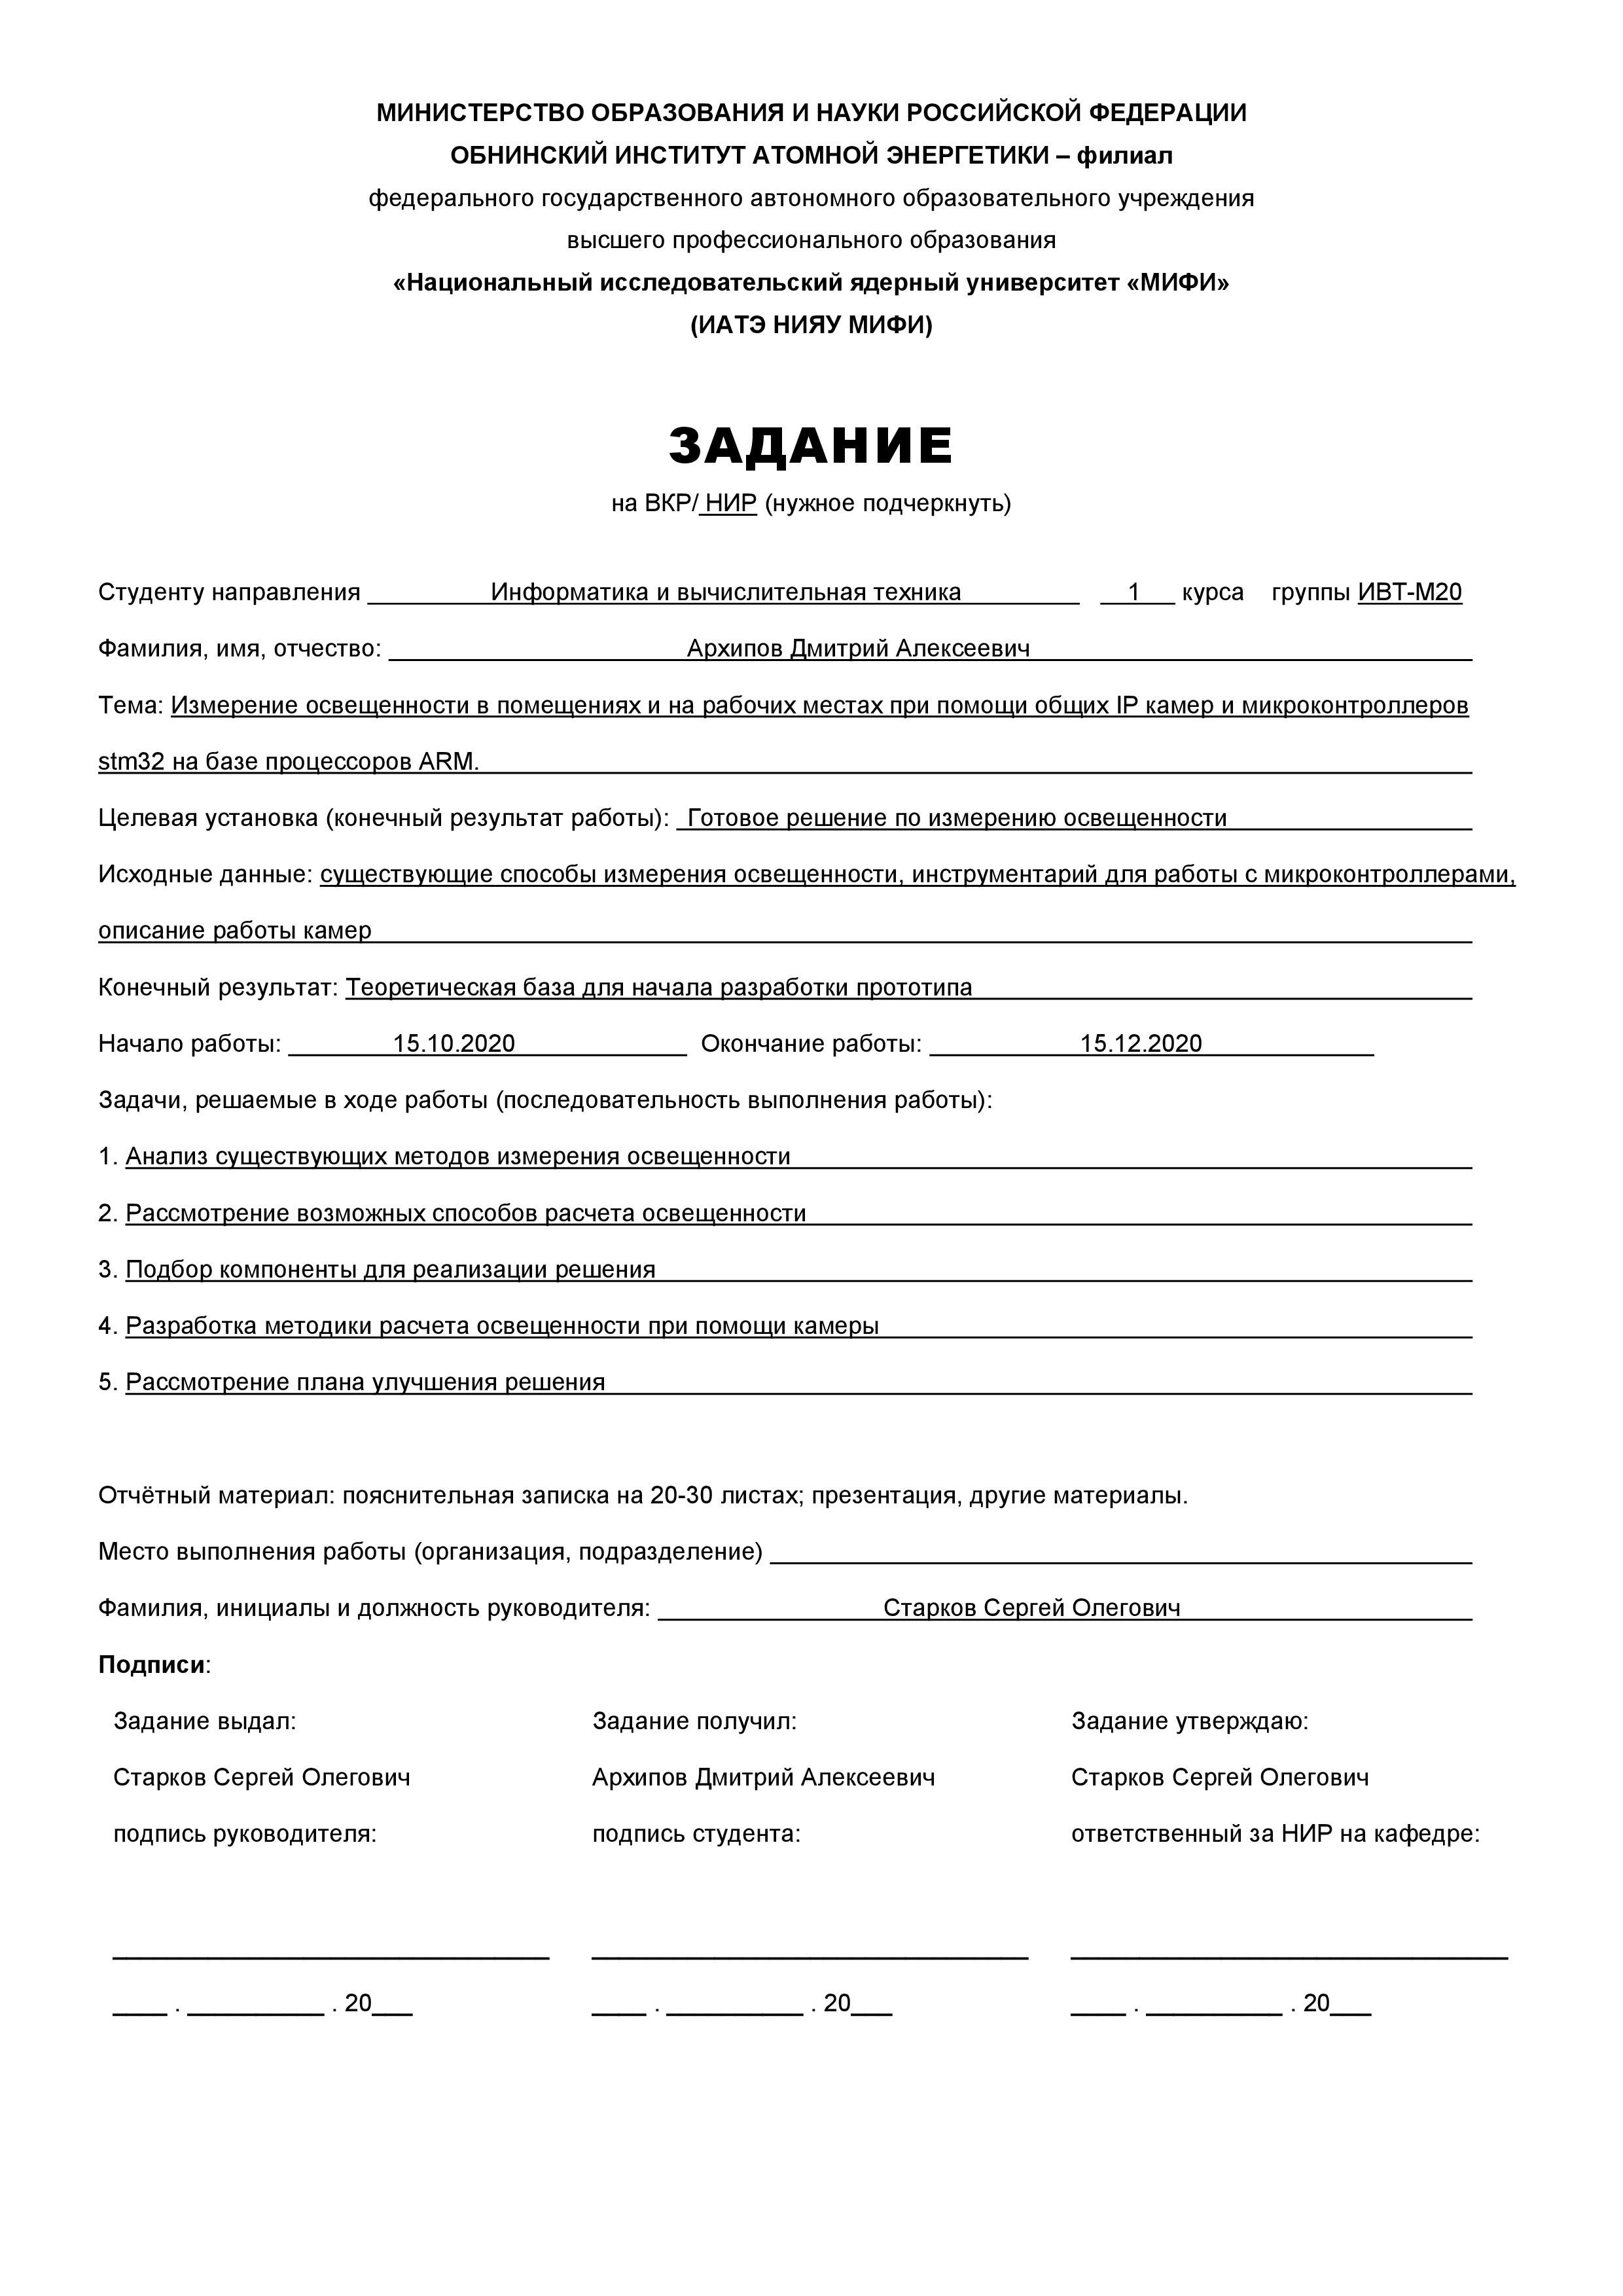 МИНИСТЕРСТВО ОБРАЗОВАНИЯ И НАУКИ РОССИЙСКОЙ ФЕДЕРАЦИИ
ОБНИНСКИЙ ИНСТИТУТ АТОМНОЙ ЭНЕРГЕТИКИ – филиал
федерального государственного автономного образовательного учреждения
высшего профессионального образования
«Национальный исследовательский ядерный университет «МИФИ»
(ИАТЭ НИЯУ МИФИ)
ЗАДАНИЕ
на ВКР/ НИР (нужное подчеркнуть)
Студенту направления Информатика и вычислительная техника 1 курса группы ИВТ-М20
Фамилия, имя, отчество: Архипов Дмитрий Алексеевич
Тема: Измерение освещенности в помещениях и на рабочих местах при помощи общих IP камер и микроконтроллеров
stm32 на базе процессоров ARM.
Целевая установка (конечный результат работы): Готовое решение по измерению освещенности
Исходные данные: существующие способы измерения освещенности, инструментарий для работы с микроконтроллерами,
описание работы камер
Конечный результат: Теоретическая база для начала разработки прототипа
Начало работы: 15.10.2020 Окончание работы: 15.12.2020
Задачи, решаемые в ходе работы (последовательность выполнения работы):
1. Анализ существующих методов измерения освещенности
2. Рассмотрение возможных способов расчета освещенности
3. Подбор компоненты для реализации решения
4. Разработка методики расчета освещенности при помощи камеры
5. Рассмотрение плана улучшения решения
Отчётный материал: пояснительная записка на 20-30 листах; презентация, другие материалы.
Место выполнения работы (организация, подразделение)
Фамилия, инициалы и должность руководителя: Старков Сергей Олегович
Подписи:
Задание выдал: Задание получил: Задание утверждаю:
Старков Сергей Олегович Архипов Дмитрий Алексеевич Старков Сергей Олегович
подпись руководителя: подпись студента: ответственный за НИР на кафедре:
____ . __________ . 20___ ____ . __________ . 20___ ____ . __________ . 20___